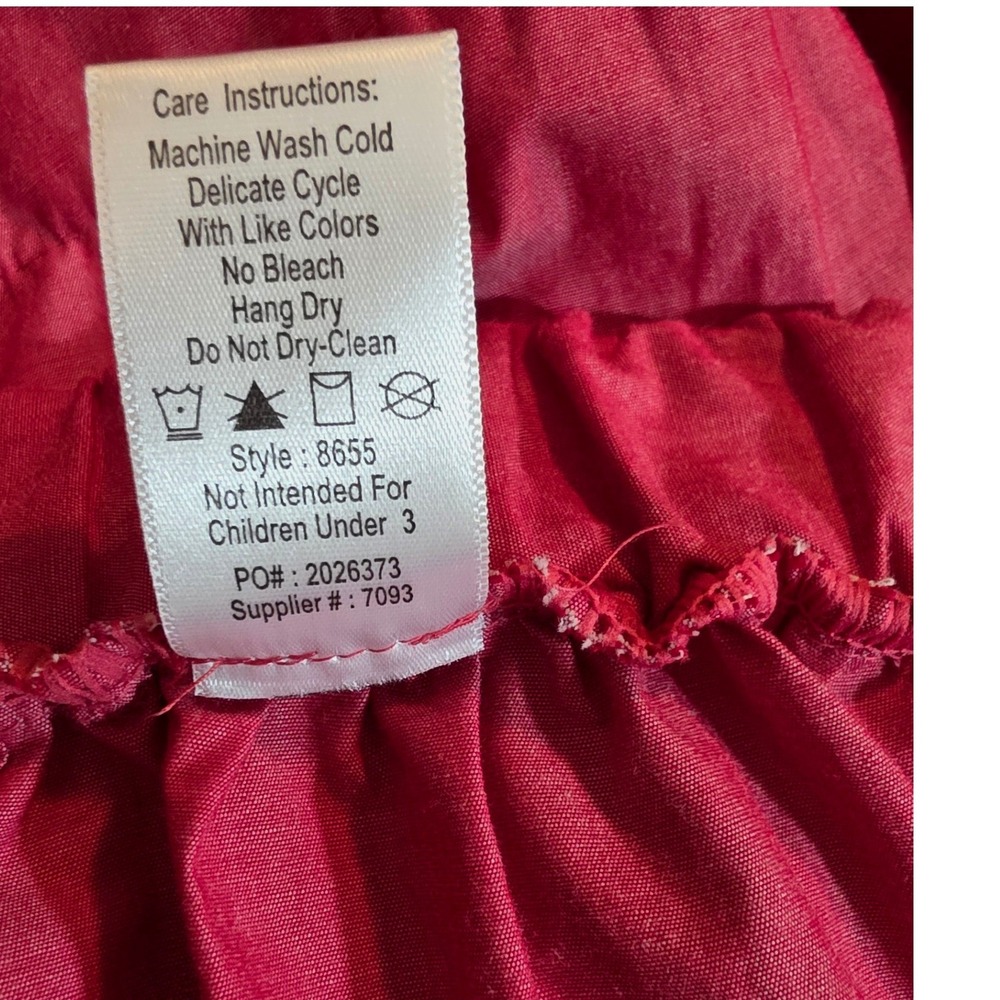 Care Instructions:
Machine Wash Cold
Delicate Cycle
With Like Colors
No Bleach
Hang Dry
Do Not Dry-Clean
Style : 8655
Not Intended For
Children Under 3
PO# : 2026373
Supplier # : 7093